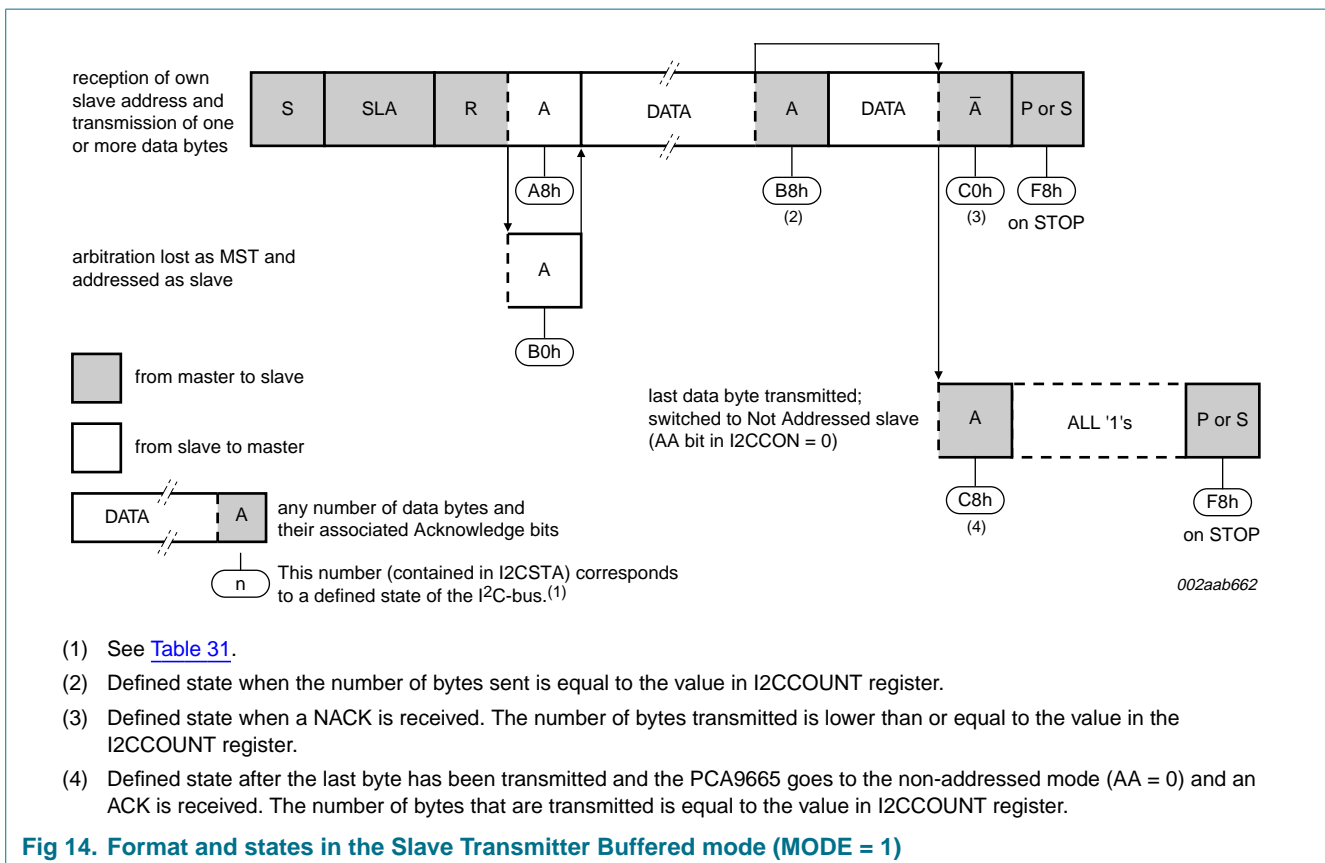 reception of own
slave address and
transmission of one
or more data bytes
S SLA R A DATA A DATA A̅ P or S
A8h B8h C0h F8h
(2) (3) on STOP
arbitration lost as MST and
addressed as slave
A
B0h
from master to slave
from slave to master
last data byte transmitted;
switched to Not Addressed slave
(AA bit in I2CCON = 0)
A ALL '1's P or S
C8h F8h
(4) on STOP
DATA A
any number of data bytes and
their associated Acknowledge bits
n
This number (contained in I2CSTA) corresponds
to a defined state of the I²C-bus.(1)
002aab662
(1) See Table 31.
(2) Defined state when the number of bytes sent is equal to the value in I2CCOUNT register.
(3) Defined state when a NACK is received. The number of bytes transmitted is lower than or equal to the value in the
I2CCOUNT register.
(4) Defined state after the last byte has been transmitted and the PCA9665 goes to the non-addressed mode (AA = 0) and an
ACK is received. The number of bytes that are transmitted is equal to the value in I2CCOUNT register.
Fig 14. Format and states in the Slave Transmitter Buffered mode (MODE = 1)